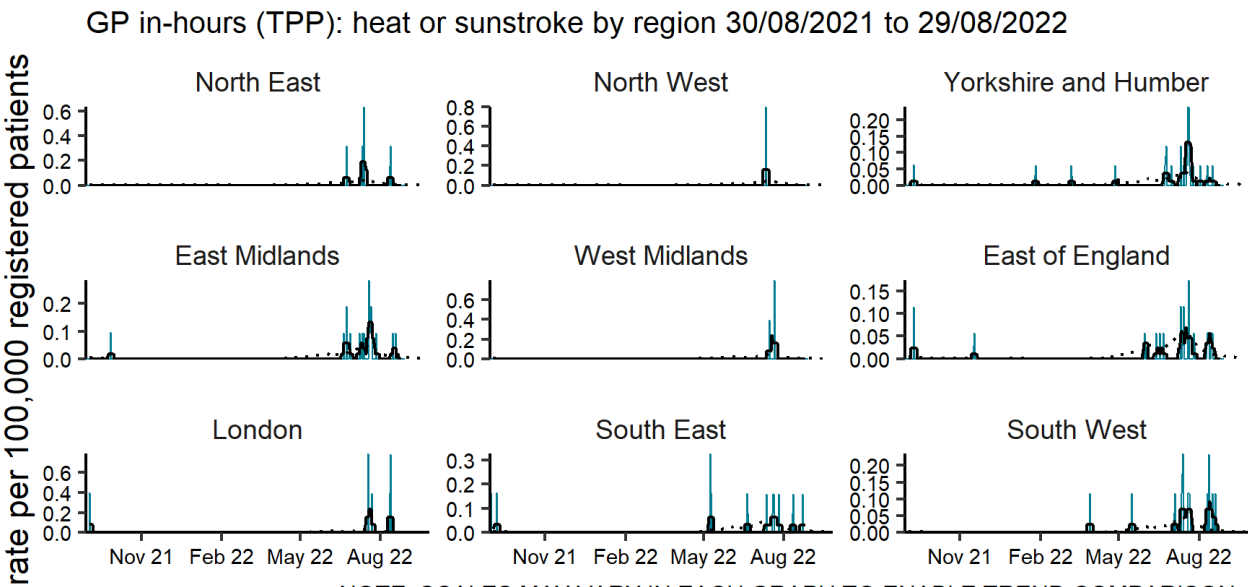 GP in-hours (TPP): heat or sunstroke by region 30/08/2021 to 29/08/2022
rate per 100,000 registered patients
North East
0.6
0.4
0.2
0.0
North West
0.8
0.6
0.4
0.2
0.0
Yorkshire and Humber
0.20
0.15
0.10
0.05
0.00
East Midlands
0.2
0.1
0.0
West Midlands
0.6
0.4
0.2
0.0
East of England
0.15
0.10
0.05
0.00
London
0.6
0.4
0.2
0.0
Nov 21 Feb 22 May 22 Aug 22
South East
0.3
0.2
0.1
0.0
Nov 21 Feb 22 May 22 Aug 22
South West
0.20
0.15
0.10
0.05
0.00
Nov 21 Feb 22 May 22 Aug 22